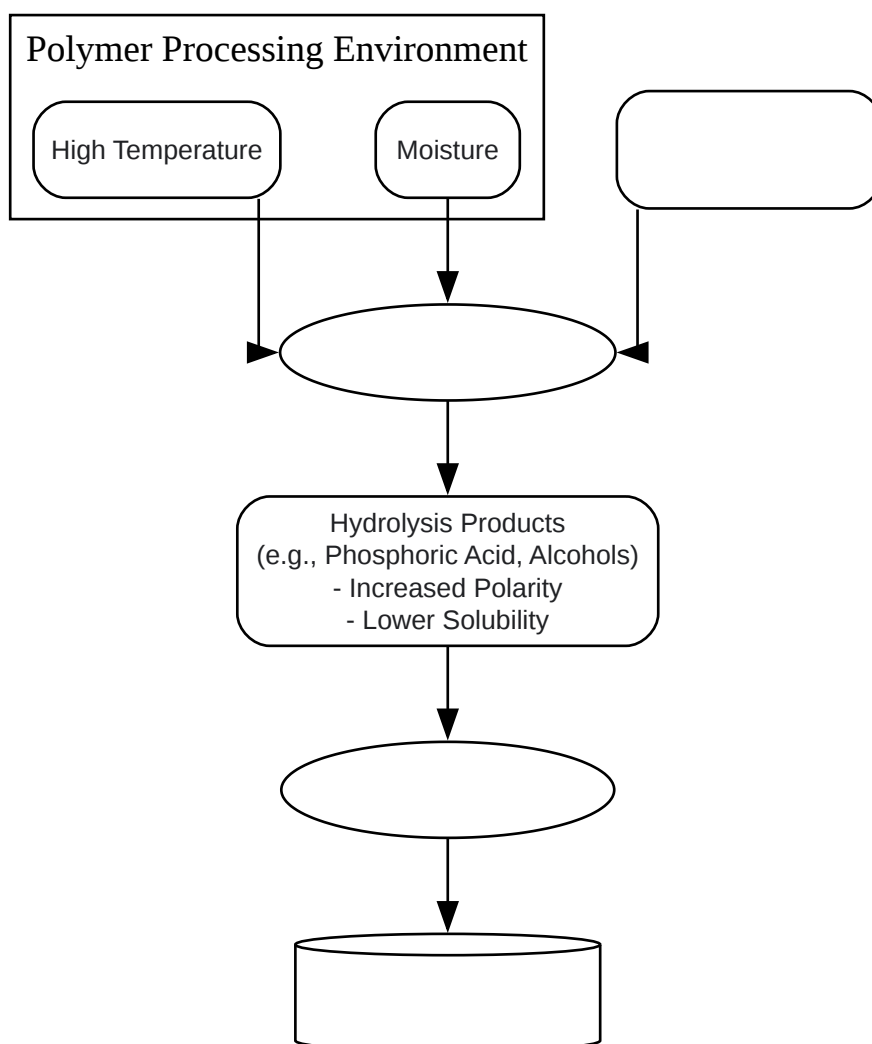 Polymer Processing Environment
High Temperature
Moisture
Hydrolysis Products
(e.g., Phosphoric Acid, Alcohols)
- Increased Polarity
- Lower Solubility